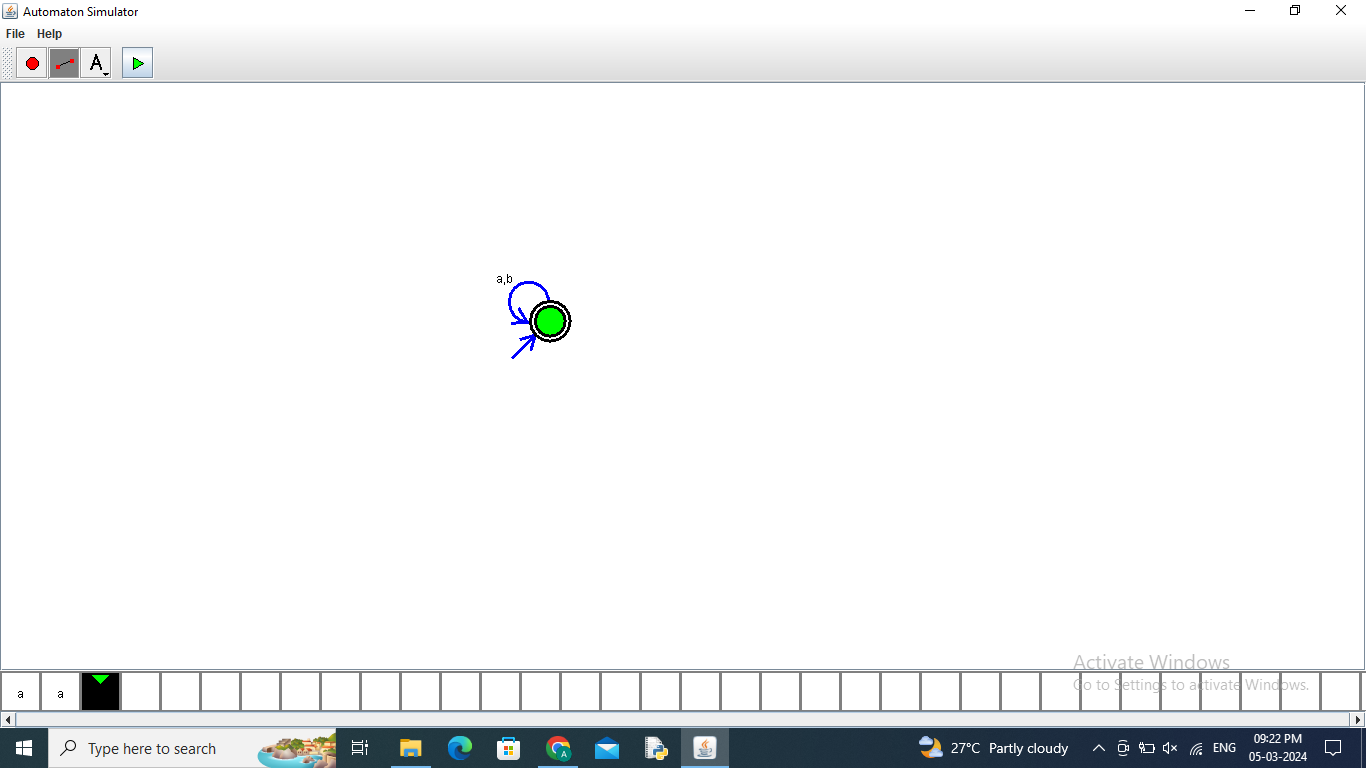 Automaton Simulator
File Help
A
a,b
a a
Activate Windows
Go to Settings to activate Windows.
Type here to search
27°C Partly cloudy
ENG
09:22 PM
05-03-2024